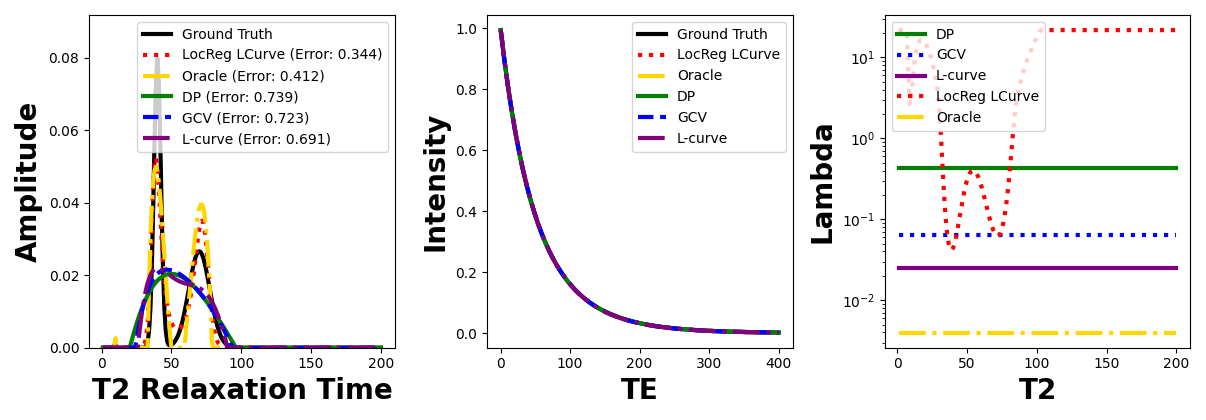 Amplitude
0.00
0.02
0.04
0.06
0.08
0
50
100
150
200
T2 Relaxation Time
Ground Truth
LocReg LCurve (Error: 0.344)
Oracle (Error: 0.412)
DP (Error: 0.739)
GCV (Error: 0.723)
L-curve (Error: 0.691)
Intensity
0.0
0.2
0.4
0.6
0.8
1.0
0
100
200
300
400
TE
Ground Truth
LocReg LCurve
Oracle
DP
GCV
L-curve
Lambda
10⁻²
10⁻¹
10⁰
10¹
0
50
100
150
200
T2
DP
GCV
L-curve
LocReg LCurve
Oracle